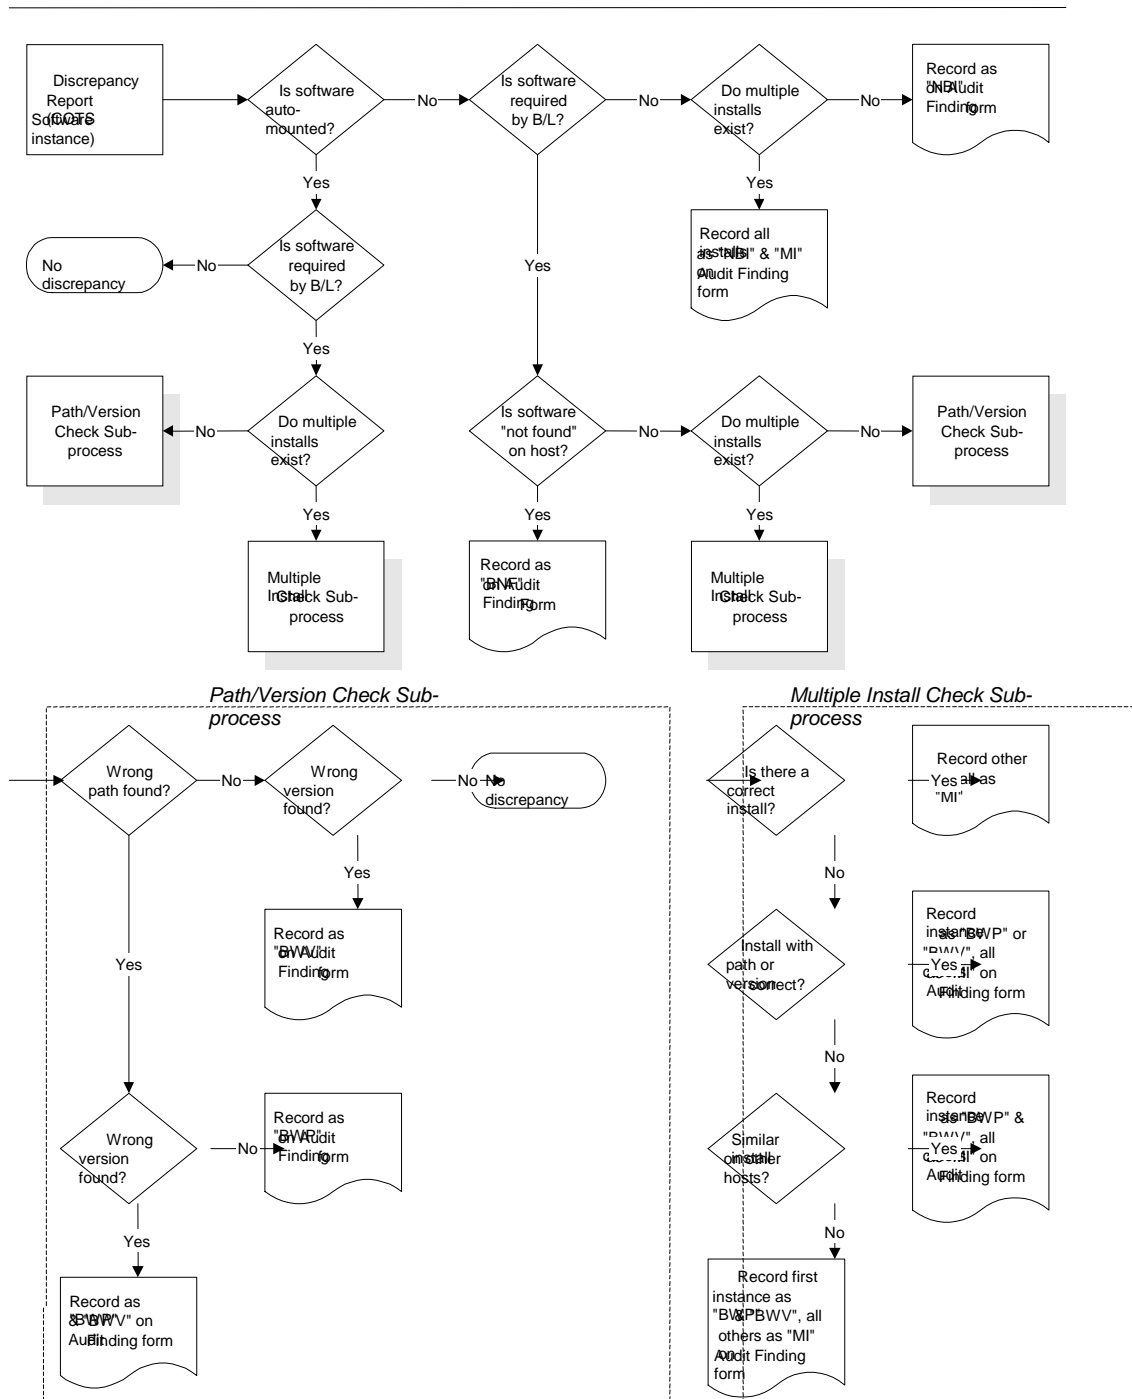 Discrepancy
Report
(COTS
Software
instance)
Is software
auto-
mounted?
No
Is software
required
by B/L?
No
Do multiple
installs
exist?
No
Record as
"NBI"
on Audit
Finding
form
Yes
Yes
Is software
required
by B/L?
No
No
discrepancy
Yes
Record all
installs
as "NBI" & "MI"
on
Audit Finding
form
Yes
Path/Version
Check Sub-
process
No
Do multiple
installs
exist?
Is software
"not found"
on host?
No
Do multiple
installs
exist?
No
Path/Version
Check Sub-
process
Yes
Yes
Yes
Multiple
Install
Check Sub-
process
Record as
"BNF"
on Audit
Finding
Form
Multiple
Install
Check Sub-
process
Path/Version Check Sub-
process
Multiple Install Check Sub-
process
Wrong
path found?
No
Wrong
version
found?
No
No
discrepancy
Is there a
correct
install?
Yes
Record other
as
"MI"
Yes
No
Yes
Record as
"BWV"
on Audit
Finding
form
Install with
path or
version
correct?
Yes
Record
instance
as "BWP" or
"BWV", all
on
Audit
Finding form
No
Wrong
version
found?
No
Record as
"BWP"
on Audit
Finding
form
Similar
install
on other
hosts?
Yes
Record
instance
as "BWP" &
"BWV", all
on
Audit
Finding form
Yes
No
Record as
"BWP"
& "BWV" on
Audit
Finding form
Record first
instance as
"BWP"
& "BWV", all
others as "MI"
on
Audit Finding
form